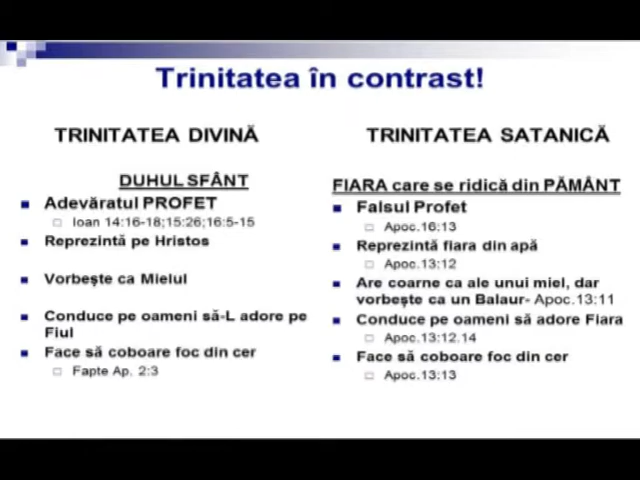 Trinitatea în contrast!
TRINITATEA DIVINĂ
DUHUL SFÂNT
Adevăratul PROFET
Ioan 14:16-18;15:26;16:5-15
Reprezintă pe Hristos
Vorbește ca Mielul
Conduce pe oameni să-L adore pe
Fiul
Face să coboare foc din cer
Fapte Ap. 2:3
TRINITATEA SATANICĂ
FIARA care se ridică din PĂMÂNT
Falsul Profet
Apoc.16:13
Reprezintă fiara din apă
Apoc.13:12
Are coarne ca ale unui miel, dar
vorbește ca un Balaur- Apoc.13:11
Conduce pe oameni să adore Fiara
Apoc.13:12.14
Face să coboare foc din cer
Apoc.13:13